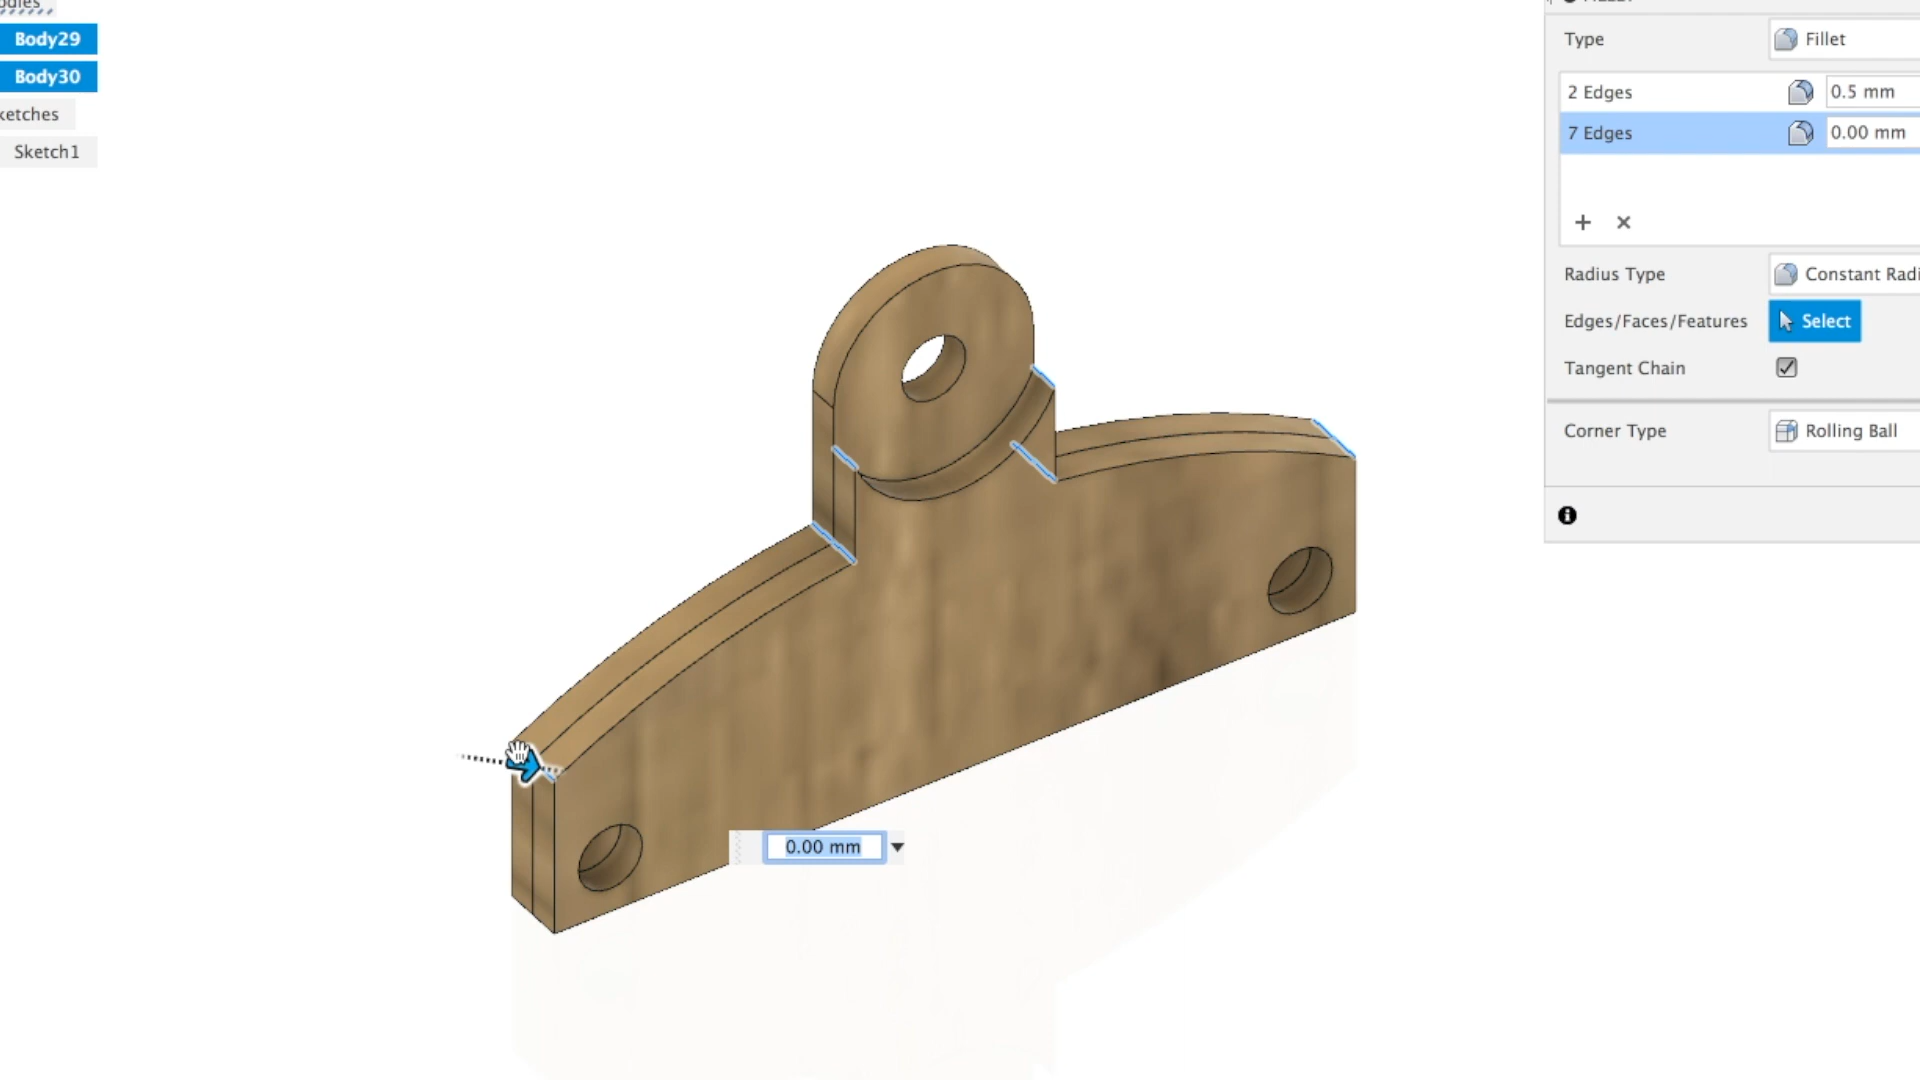 Body29
Body30
ketches
Sketch1
Type
Fillet
2 Edges
0.5 mm
7 Edges
0.00 mm
Radius Type
Constant Radi
Edges/Faces/Features
Select
Tangent Chain
Corner Type
Rolling Ball
0.00 mm